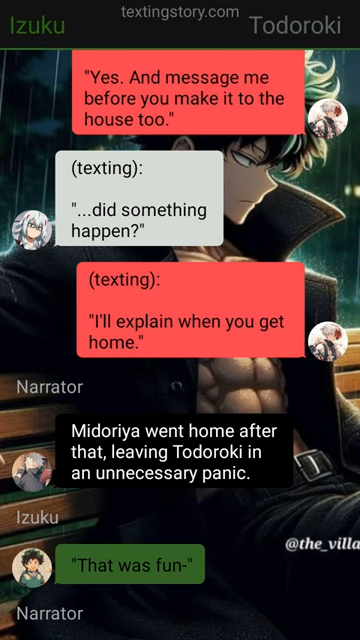 textingstory.com
Izuku
Todoroki
"Yes. And message me
before you make it to the
house too."
(texting):
"...did something
happen?"
(texting):
"I'll explain when you get
home."
Narrator
Midoriya went home after
that, leaving Todoroki in
an unnecessary panic.
Izuku
@the_villa
"That was fun-"
Narrator